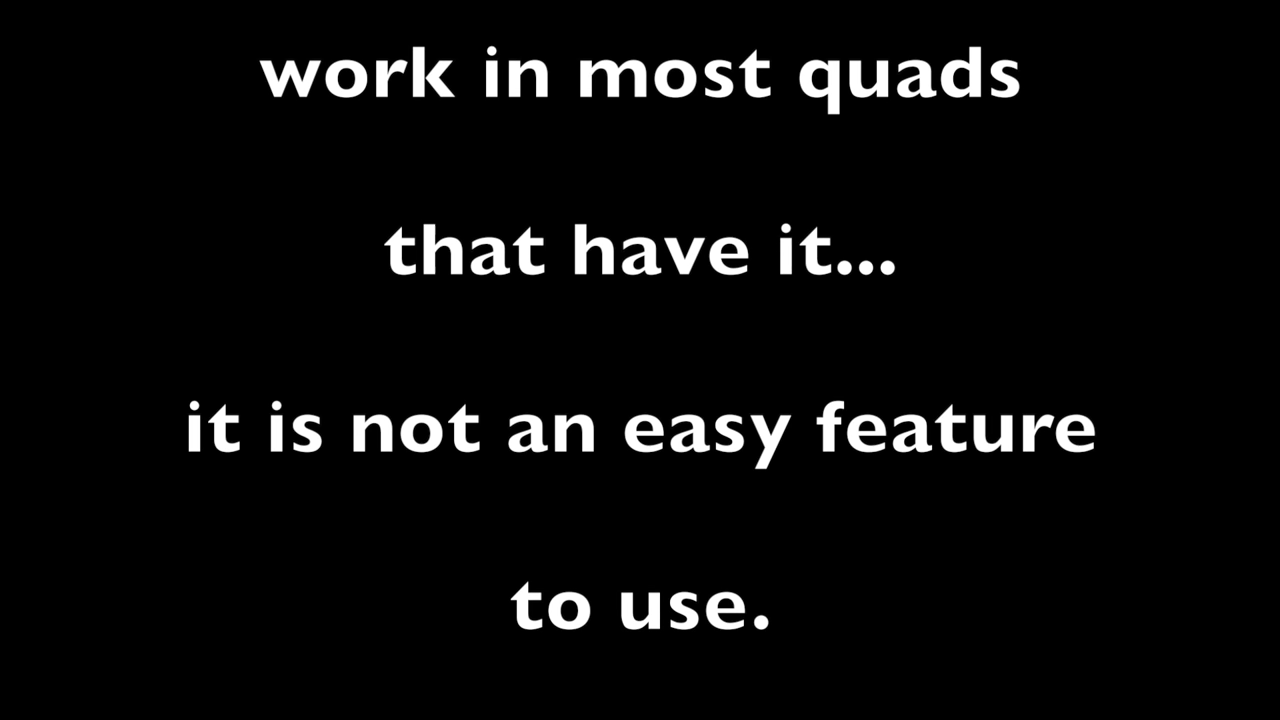 work in most quads
that have it...
it is not an easy feature
to use.